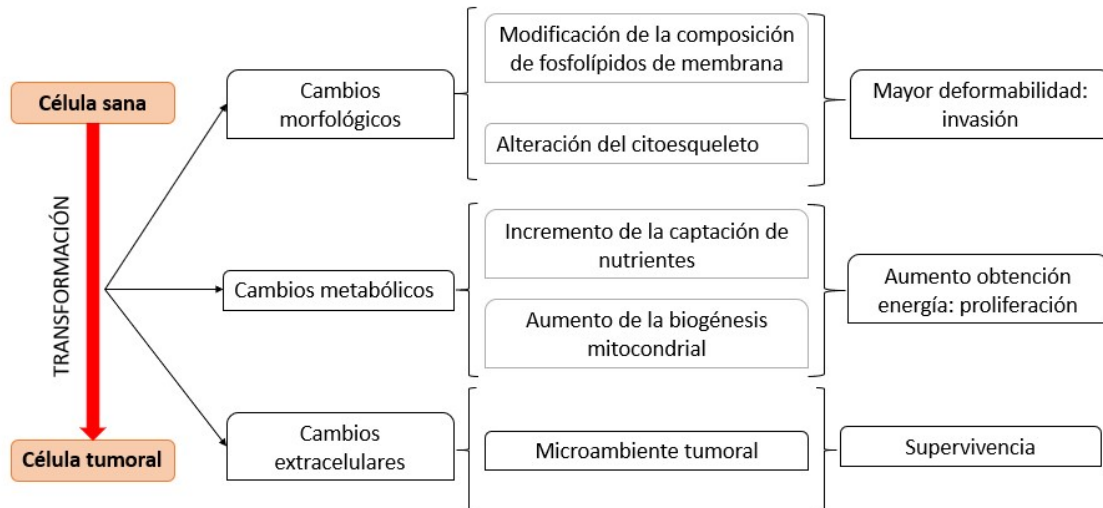 Célula sana
TRANSFORMACIÓN
Célula tumoral
Cambios
morfológicos
Modificación de la composición
de fosfolípidos de membrana
Alteración del citoesqueleto
Mayor deformabilidad:
invasión
Cambios metabólicos
Incremento de la captación de
nutrientes
Aumento de la biogénesis
mitocondrial
Aumento obtención
energía: proliferación
Cambios
extracelulares
Microambiente tumoral
Supervivencia